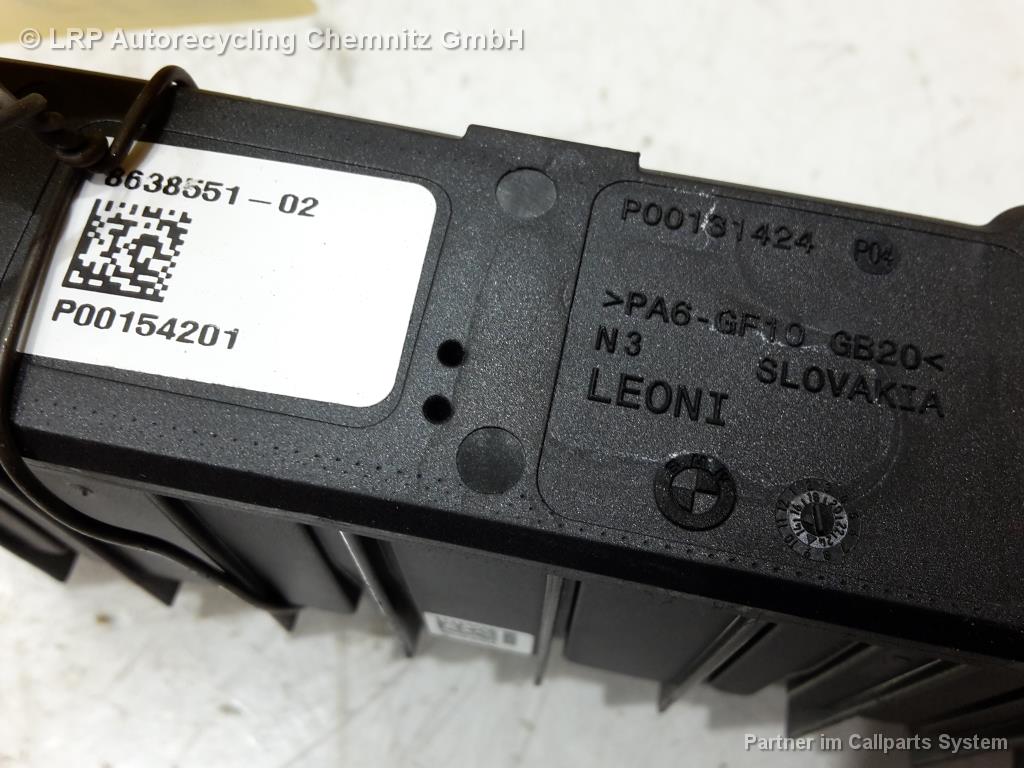 © LRP Autorecycling Chemnitz GmbH
8638551-02
P00154201
P00131424 P04
>PA6-GF10 GB20<
N3 SLOVAKIA
LEONI
BMW
Partner im Callparts System